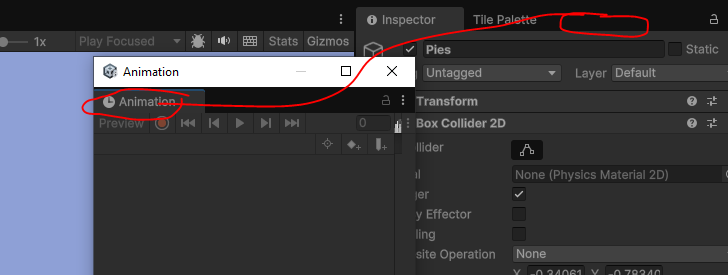 Inspector Tile Palette
1x Play Focused Stats Gizmos
Pies Static
Animation
Untagged Layer Default
Animation
Transform
Preview 0
Box Collider 2D
llider
None (Physics Material 2D)
ger
y Effector
ling
site Operation None
X -0.34061 Y -0.78340